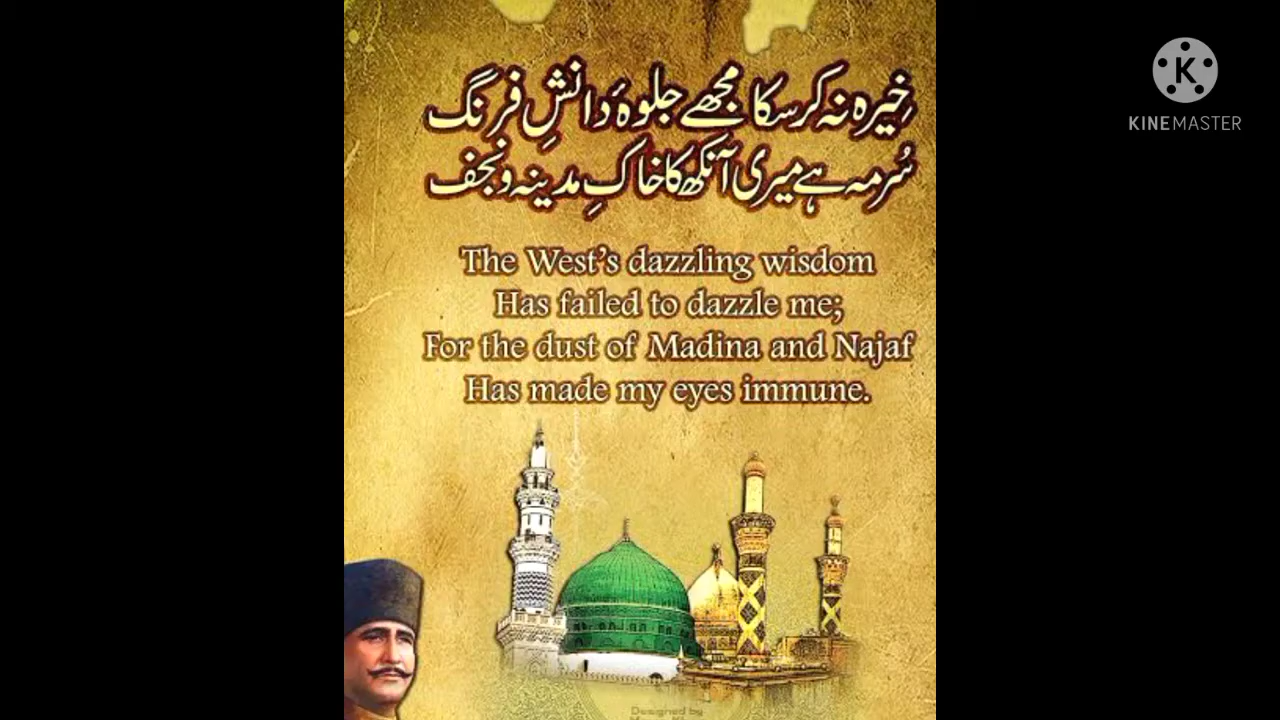 خیرہ نہ کر سکا مجھے جلوۂ دانشِ فرنگ
سُرمہ ہے میری آنکھ کا خاکِ مدینہ و نجف
The West's dazzling wisdom
Has failed to dazzle me;
For the dust of Madina and Najaf
Has made my eyes immune.
Designed by
K
KINEMASTER